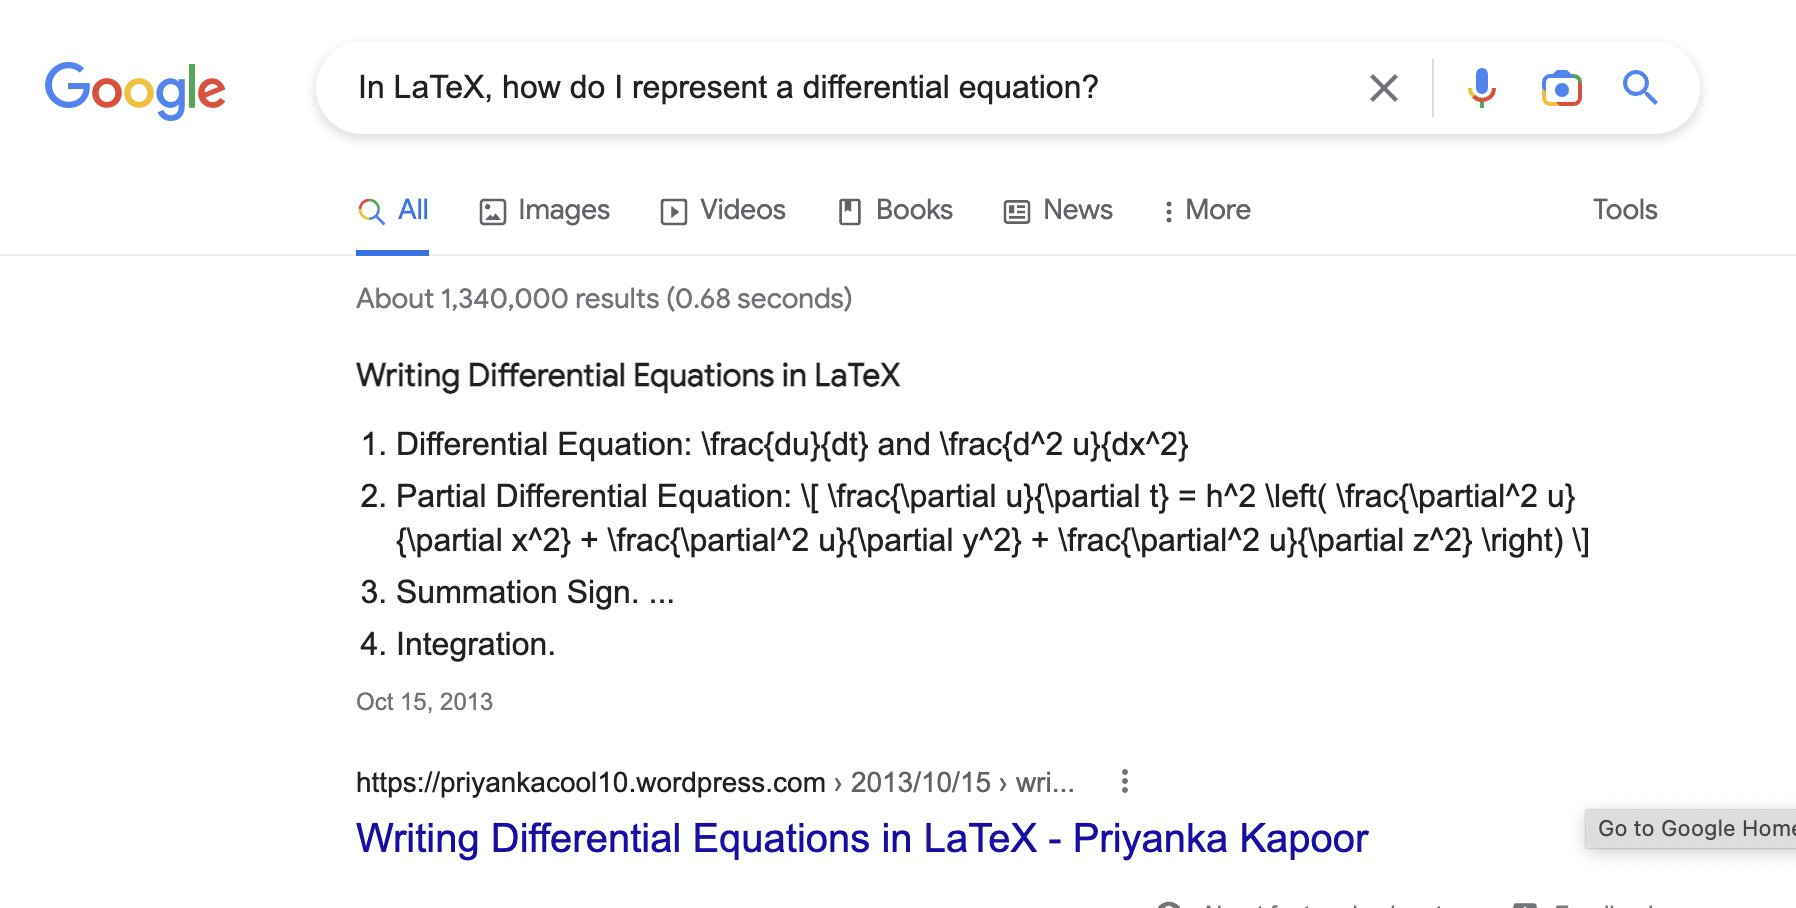 Google
In LaTeX, how do I represent a differential equation?
All Images Videos Books News More Tools
About 1,340,000 results (0.68 seconds)
Writing Differential Equations in LaTeX
1. Differential Equation: \frac{du}{dt} and \frac{d^2 u}{dx^2}
2. Partial Differential Equation: \[ \frac{\partial u}{\partial t} = h^2 \left( \frac{\partial^2 u}
{\partial x^2} + \frac{\partial^2 u}{\partial y^2} + \frac{\partial^2 u}{\partial z^2} \right) \]
3. Summation Sign. ...
4. Integration.
Oct 15, 2013
https://priyankacool10.wordpress.com › 2013/10/15 › wri...
Writing Differential Equations in LaTeX - Priyanka Kapoor
Go to Google Home